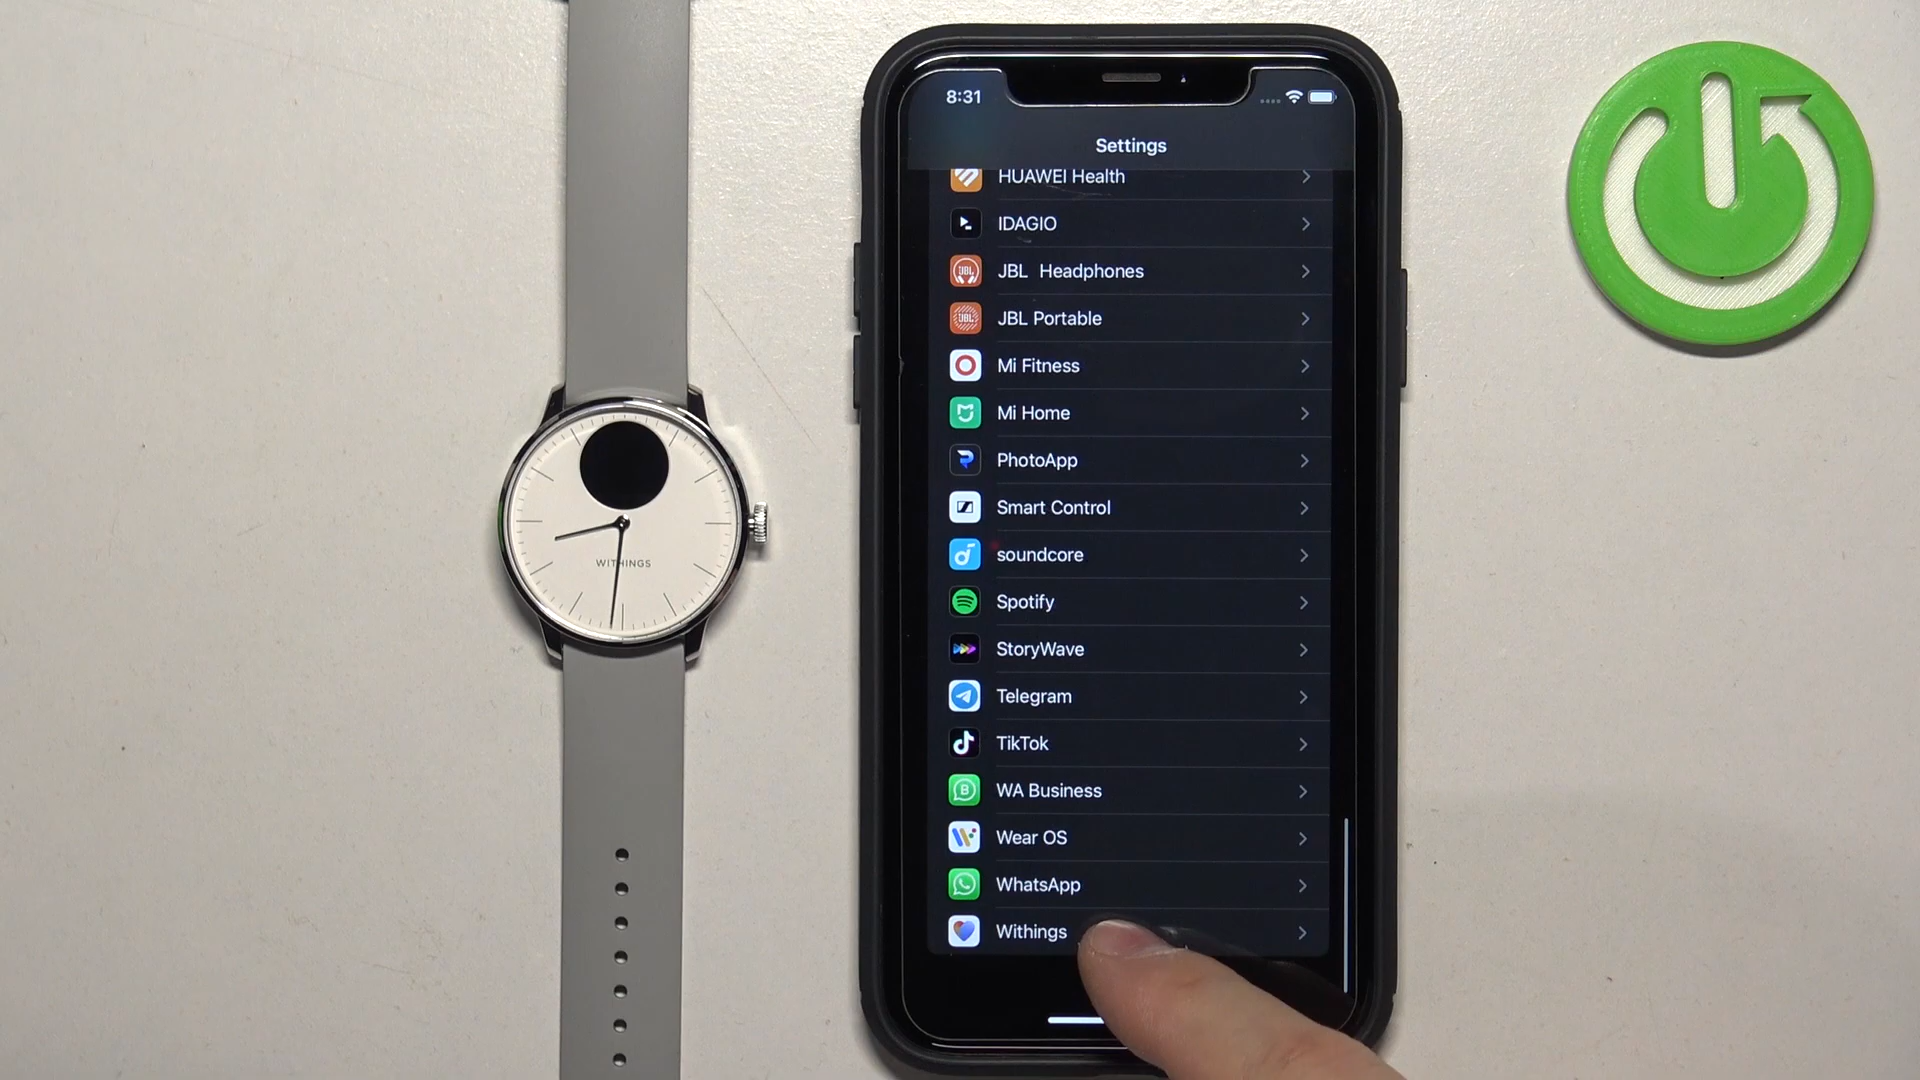 8:31
Settings
HUAWEI Health
IDAGIO
JBL Headphones
JBL Portable
Mi Fitness
Mi Home
PhotoApp
Smart Control
soundcore
Spotify
StoryWave
Telegram
TikTok
WA Business
Wear OS
WhatsApp
Withings
WITHINGS